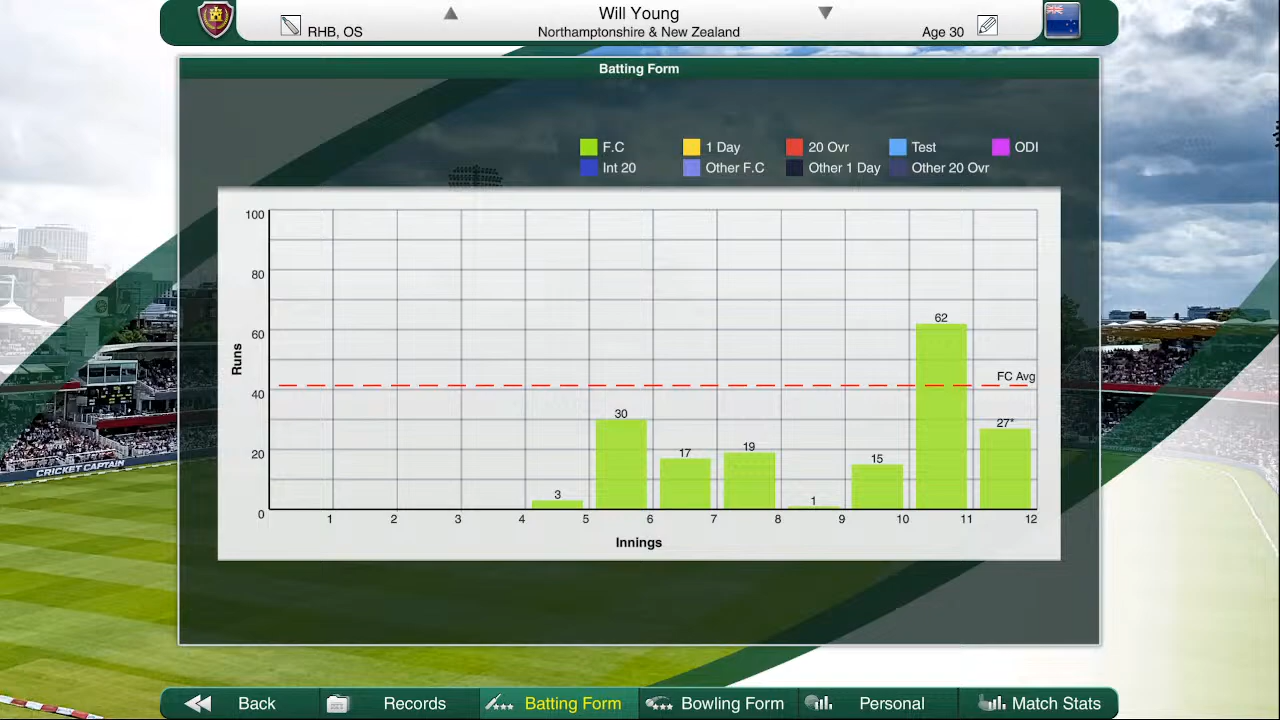 Will Young
RHB, OS
Northamptonshire & New Zealand
Age 30
Batting Form
F.C
1 Day
20 Ovr
Test
ODI
Int 20
Other F.C
Other 1 Day
Other 20 Ovr
100
80
60
40
20
0
Runs
3
30
17
19
1
15
62
27*
FC Avg
1
2
3
4
5
6
7
8
9
10
11
12
Innings
CRICKET CAPTAIN
Back
Records
Batting Form
Bowling Form
Personal
Match Stats